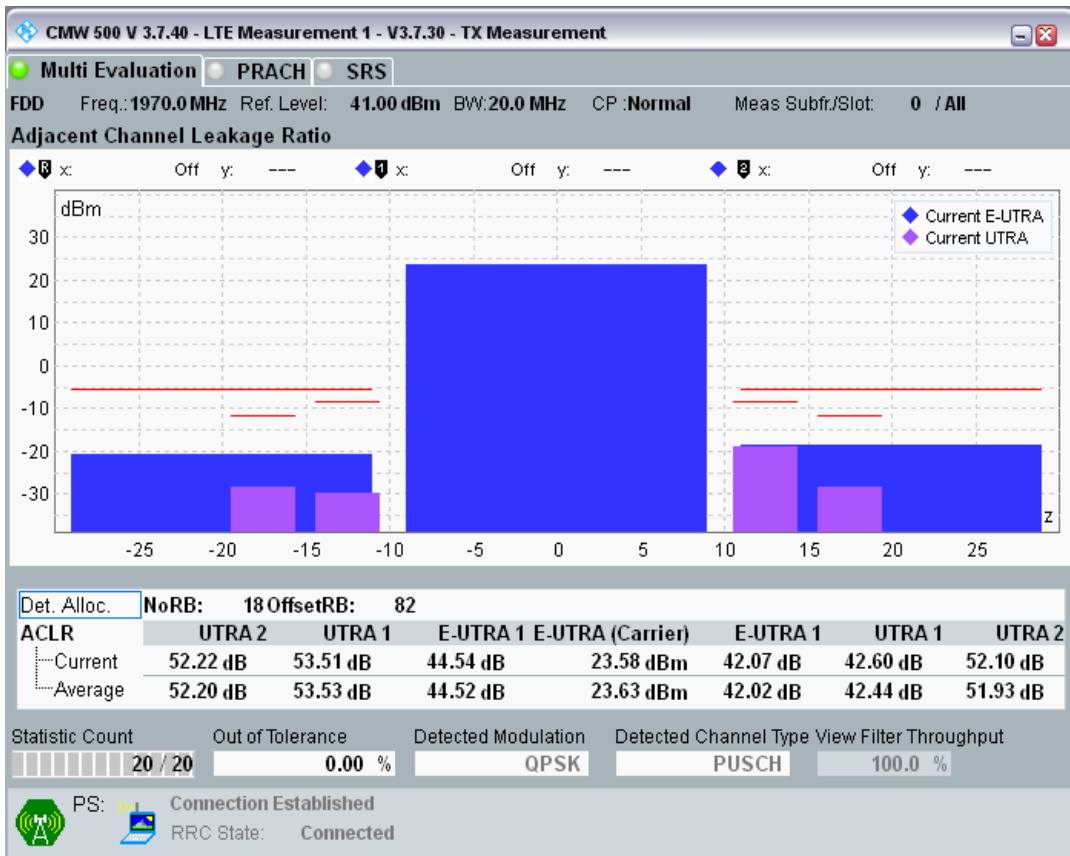 CMW 500 V 3.7.40 - LTE Measurement 1 - V3.7.30 - TX Measurement
Multi Evaluation PRACH SRS
FDD Freq.: 1970.0 MHz Ref. Level: 41.00 dBm BW: 20.0 MHz CP : Normal Meas Subfr./Slot: 0 / All
Adjacent Channel Leakage Ratio
R x: Off y: --- 1 x: Off y: --- 2 x: Off y: ---
dBm
Current E-UTRA
Current UTRA
30
20
10
0
-10
-20
-30
z
-25 -20 -15 -10 -5 0 5 10 15 20 25
Det. Alloc. NoRB: 18 OffsetRB: 82
ACLR UTRA 2 UTRA 1 E-UTRA 1 E-UTRA (Carrier) E-UTRA 1 UTRA 1 UTRA 2
Current 52.22 dB 53.51 dB 44.54 dB 23.58 dBm 42.07 dB 42.60 dB 52.10 dB
Average 52.20 dB 53.53 dB 44.52 dB 23.63 dBm 42.02 dB 42.44 dB 51.93 dB
Statistic Count Out of Tolerance Detected Modulation Detected Channel Type View Filter Throughput
20 / 20 0.00 % QPSK PUSCH 100.0 %
PS: Connection Established
RRC State: Connected